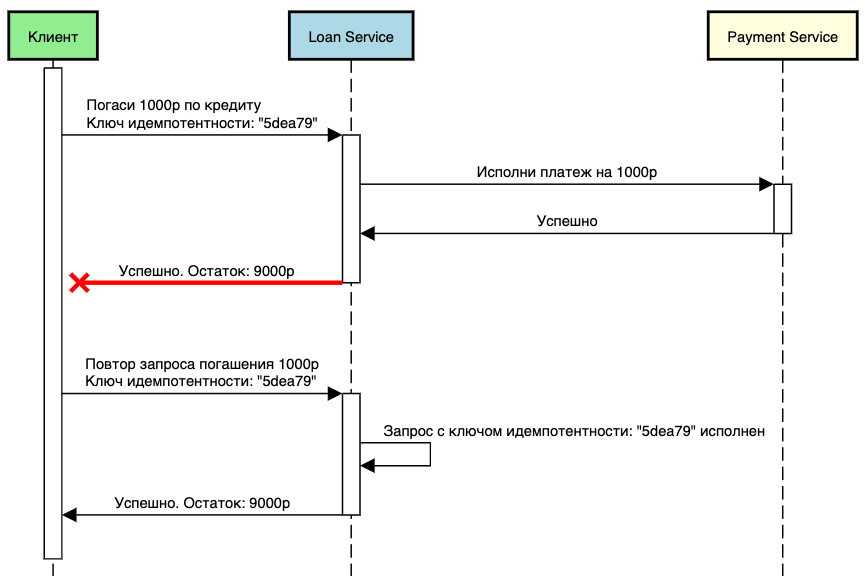 Клиент
Loan Service
Payment Service
Погаси 1000р по кредиту
Ключ идемпотентности: "5dea79"
Исполни платеж на 1000р
Успешно
Успешно. Остаток: 9000р
Повтор запроса погашения 1000р
Ключ идемпотентности: "5dea79"
Запрос с ключом идемпотентности: "5dea79" исполнен
Успешно. Остаток: 9000р